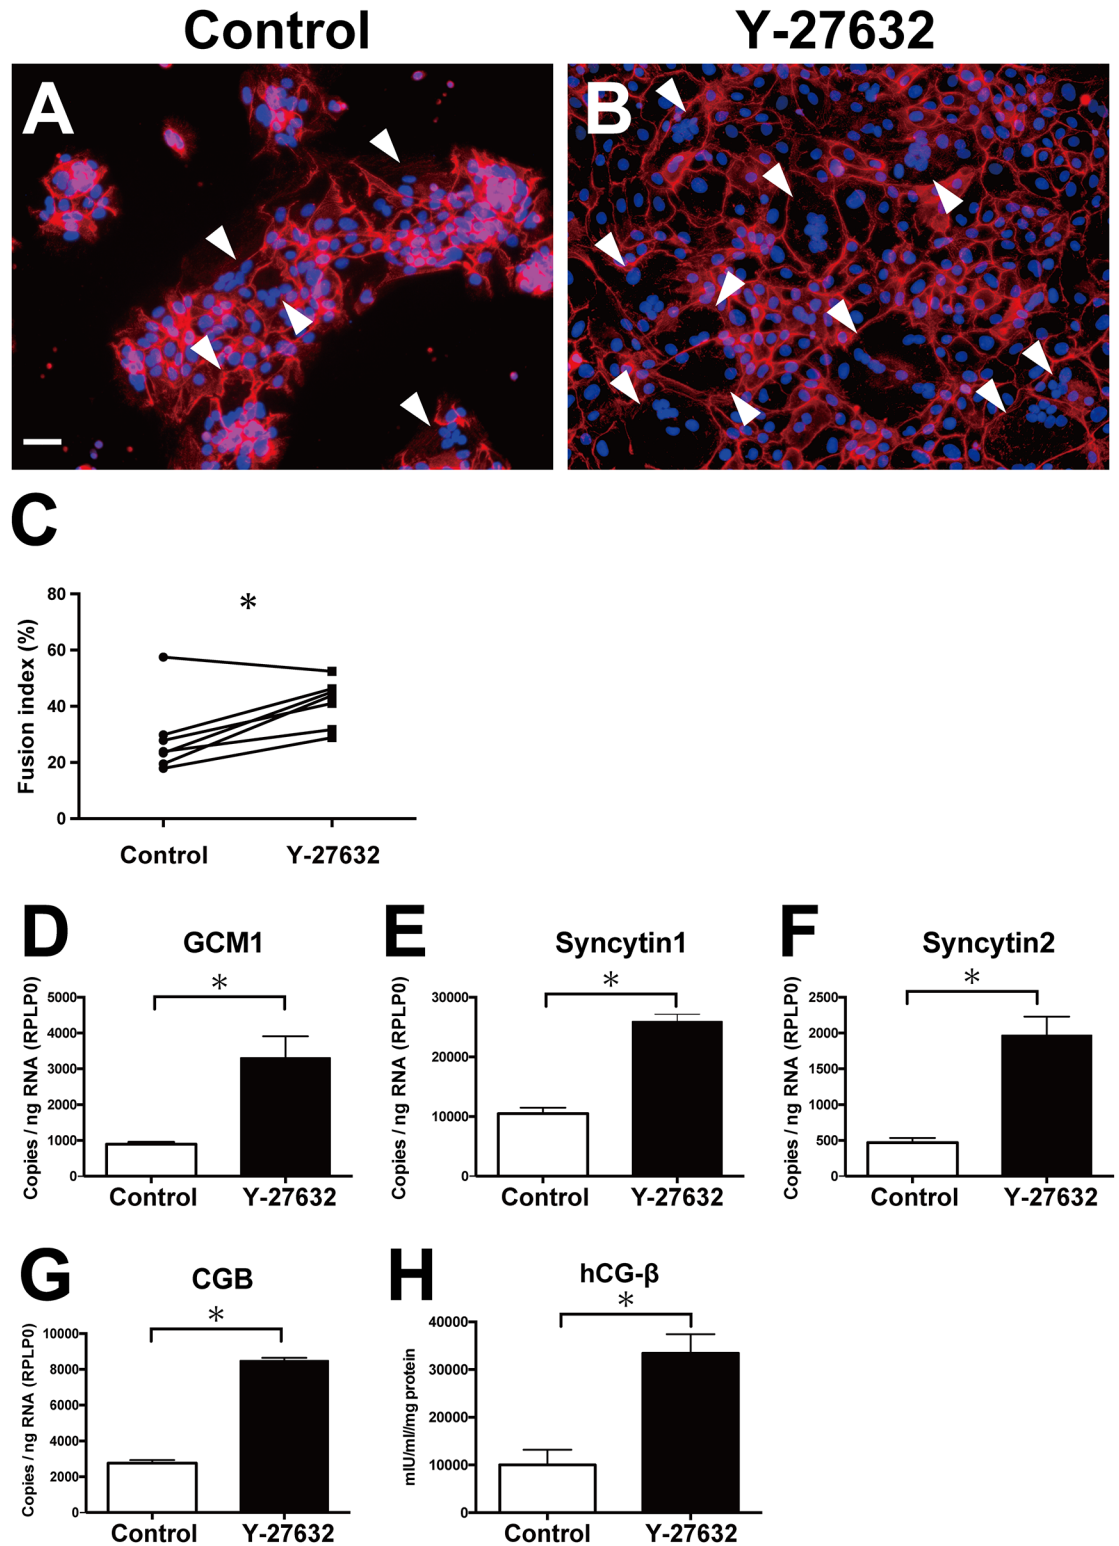 Control
Y-27632
A
B
C
Fusion index (%)
80
60
40
20
0
*
Control
Y-27632
D
GCM1
*
Copies / ng RNA (RPLP0)
5000
4000
3000
2000
1000
0
Control
Y-27632
E
Syncytin1
*
Copies / ng RNA (RPLP0)
30000
20000
10000
0
Control
Y-27632
F
Syncytin2
*
Copies / ng RNA (RPLP0)
2500
2000
1500
1000
500
0
Control
Y-27632
G
CGB
*
Copies / ng RNA (RPLP0)
10000
8000
6000
4000
2000
0
Control
Y-27632
H
hCG-β
*
mIU/ml//mg protein
40000
30000
20000
10000
0
Control
Y-27632